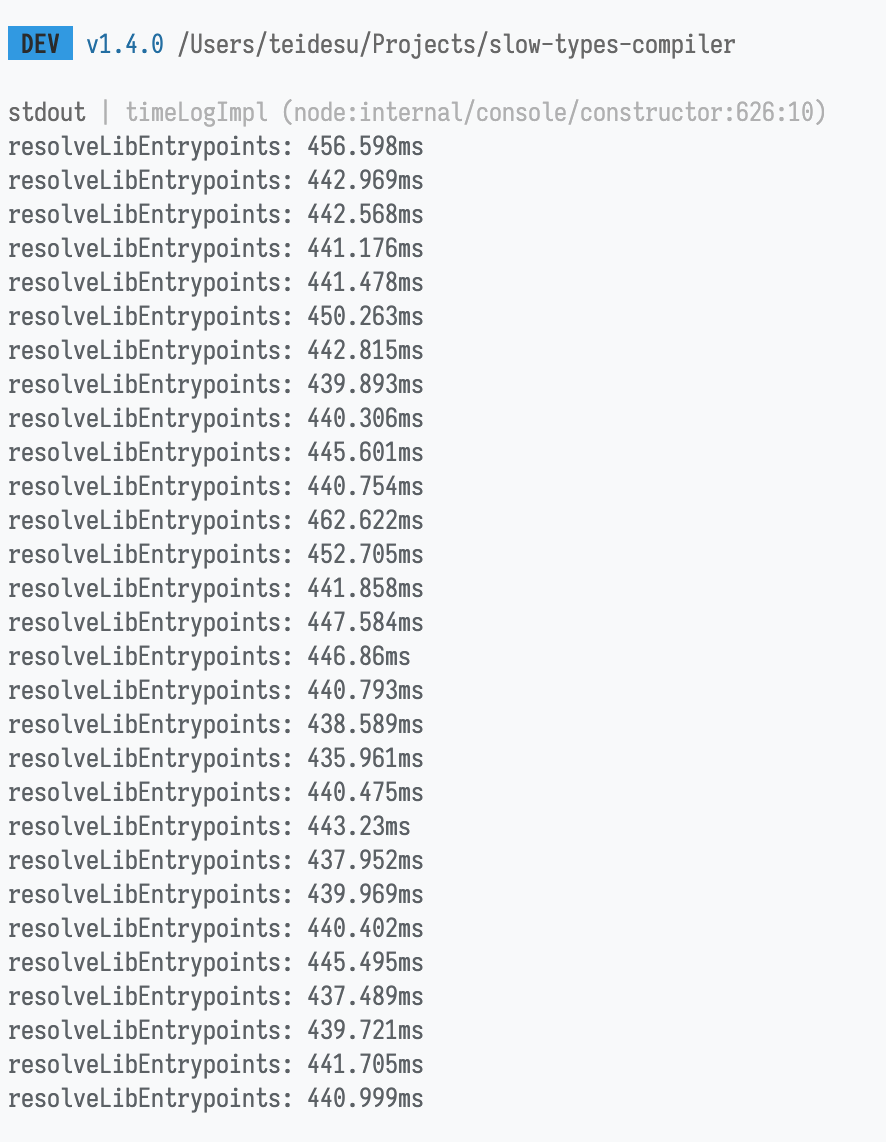 DEV v1.4.0 /Users/teidesu/Projects/slow-types-compiler
stdout | timeLogImpl (node:internal/console/constructor:626:10)
resolveLibEntrypoints: 456.598ms
resolveLibEntrypoints: 442.969ms
resolveLibEntrypoints: 442.568ms
resolveLibEntrypoints: 441.176ms
resolveLibEntrypoints: 441.478ms
resolveLibEntrypoints: 450.263ms
resolveLibEntrypoints: 442.815ms
resolveLibEntrypoints: 439.893ms
resolveLibEntrypoints: 440.306ms
resolveLibEntrypoints: 445.601ms
resolveLibEntrypoints: 440.754ms
resolveLibEntrypoints: 462.622ms
resolveLibEntrypoints: 452.705ms
resolveLibEntrypoints: 441.858ms
resolveLibEntrypoints: 447.584ms
resolveLibEntrypoints: 446.86ms
resolveLibEntrypoints: 440.793ms
resolveLibEntrypoints: 438.589ms
resolveLibEntrypoints: 435.961ms
resolveLibEntrypoints: 440.475ms
resolveLibEntrypoints: 443.23ms
resolveLibEntrypoints: 437.952ms
resolveLibEntrypoints: 439.969ms
resolveLibEntrypoints: 440.402ms
resolveLibEntrypoints: 445.495ms
resolveLibEntrypoints: 437.489ms
resolveLibEntrypoints: 439.721ms
resolveLibEntrypoints: 441.705ms
resolveLibEntrypoints: 440.999ms